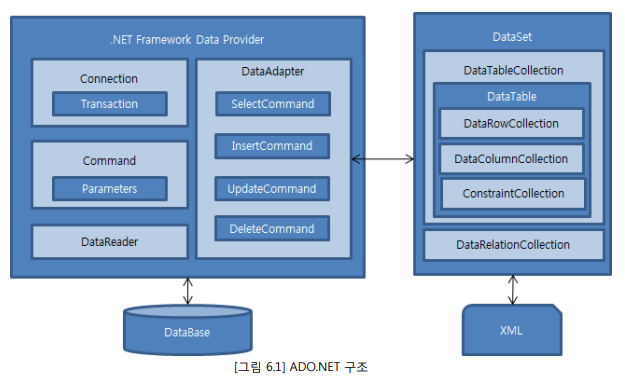 .NET Framework Data Provider
Connection
Transaction
Command
Parameters
DataReader
DataAdapter
SelectCommand
InsertCommand
UpdateCommand
DeleteCommand
DataSet
DataTableCollection
DataTable
DataRowCollection
DataColumnCollection
ConstraintCollection
DataRelationCollection
DataBase
XML
[그림 6.1] ADO.NET 구조